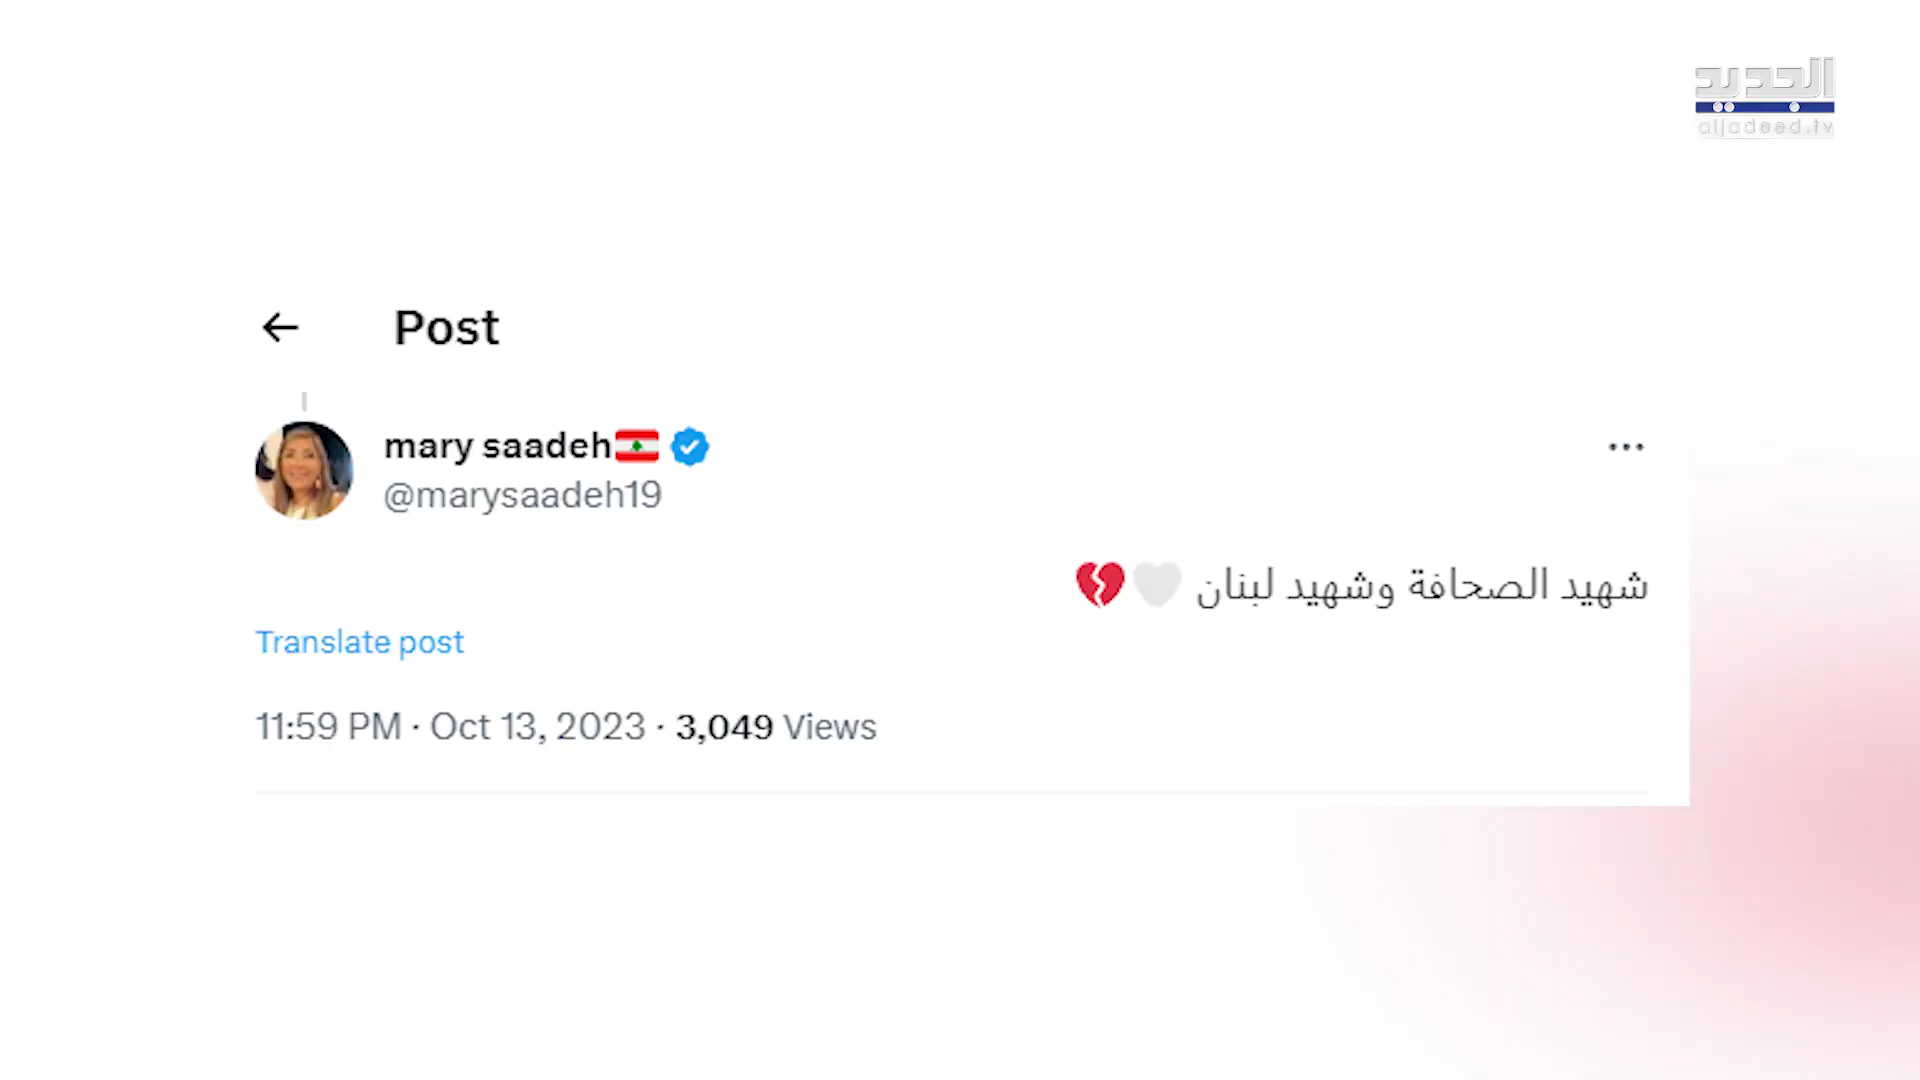 الجديد
aljadeed.tv
Post
mary saadeh
@marysaadeh19
شهيد الصحافة وشهيد لبنان
Translate post
11:59 PM · Oct 13, 2023 · 3,049 Views